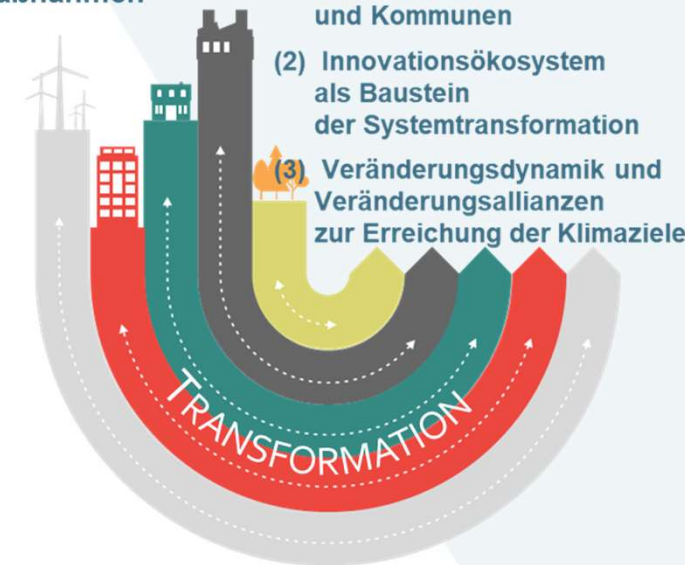 und Kommunen
(2) Innovationsökosystem
als Baustein
der Systemtransformation
(3) Veränderungsdynamik und
Veränderungsallianzen
zur Erreichung der Klimaziele
TRANSFORMATION